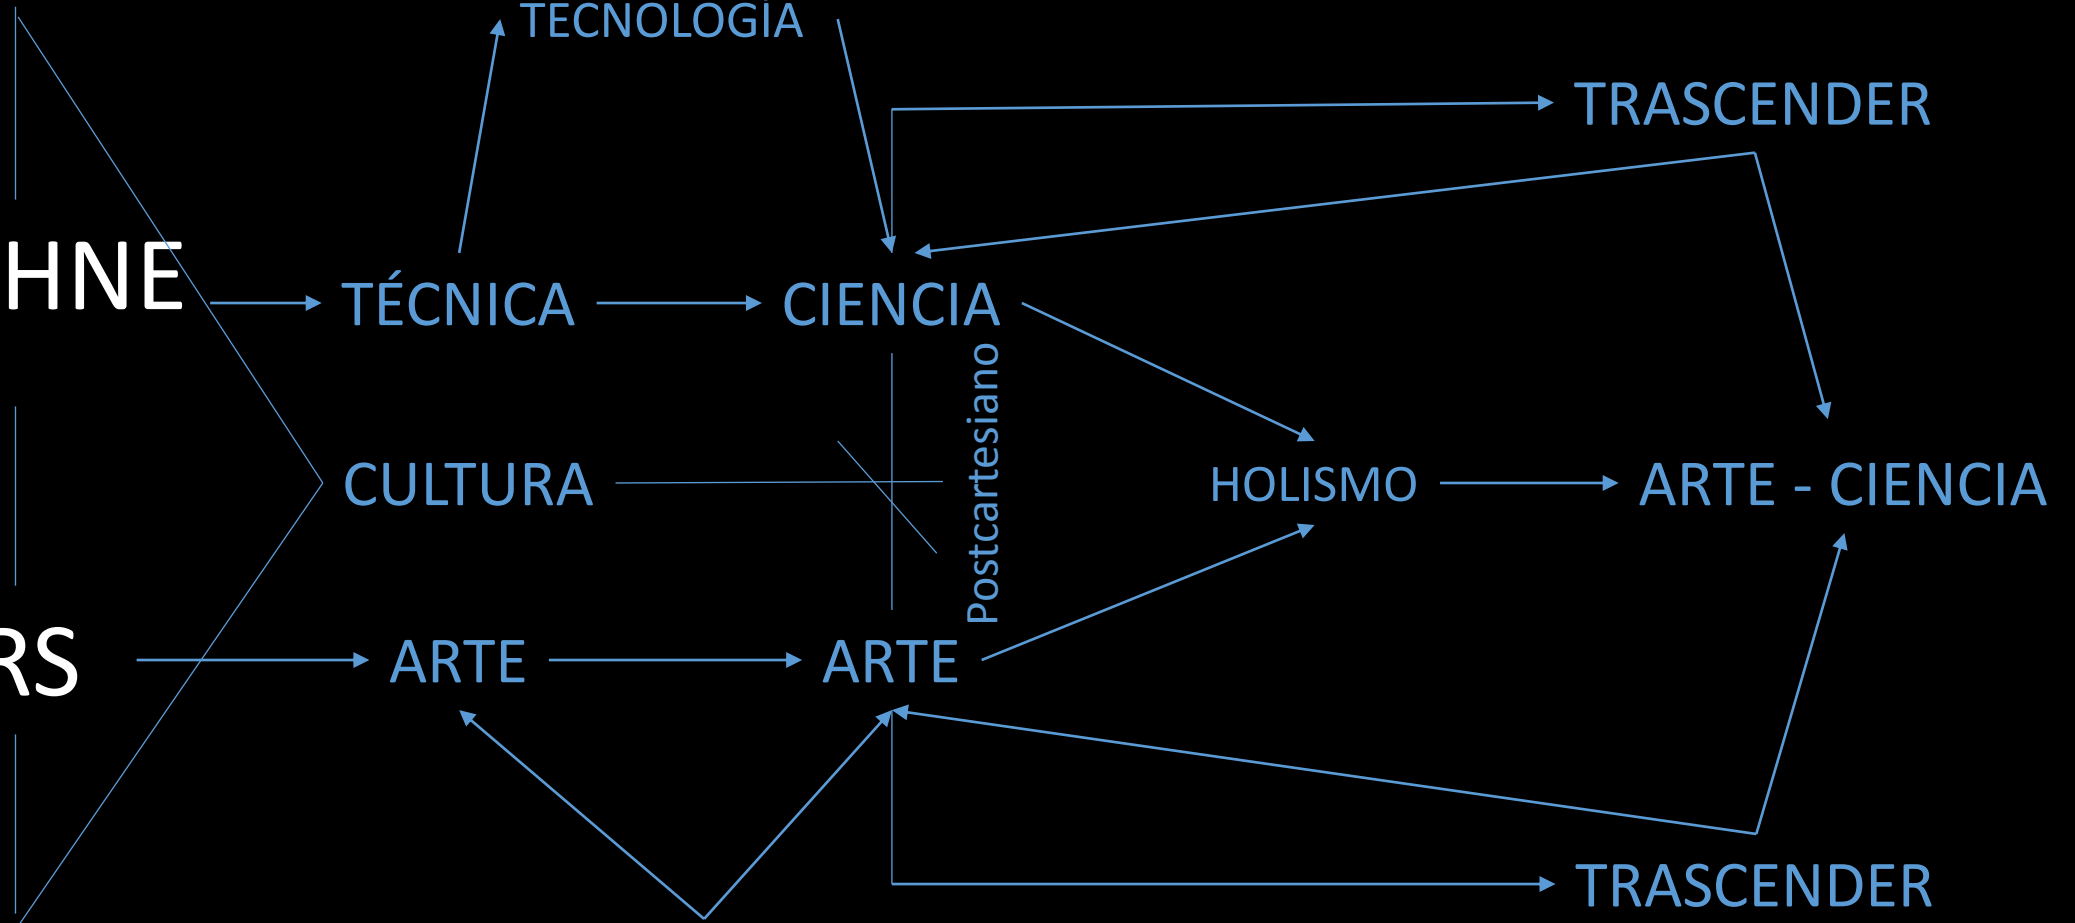 TECNOLOGÍA
TRASCENDER
HNE
TÉCNICA
CIENCIA
Postcartesiano
CULTURA
HOLISMO
ARTE - CIENCIA
RS
ARTE
ARTE
TRASCENDER